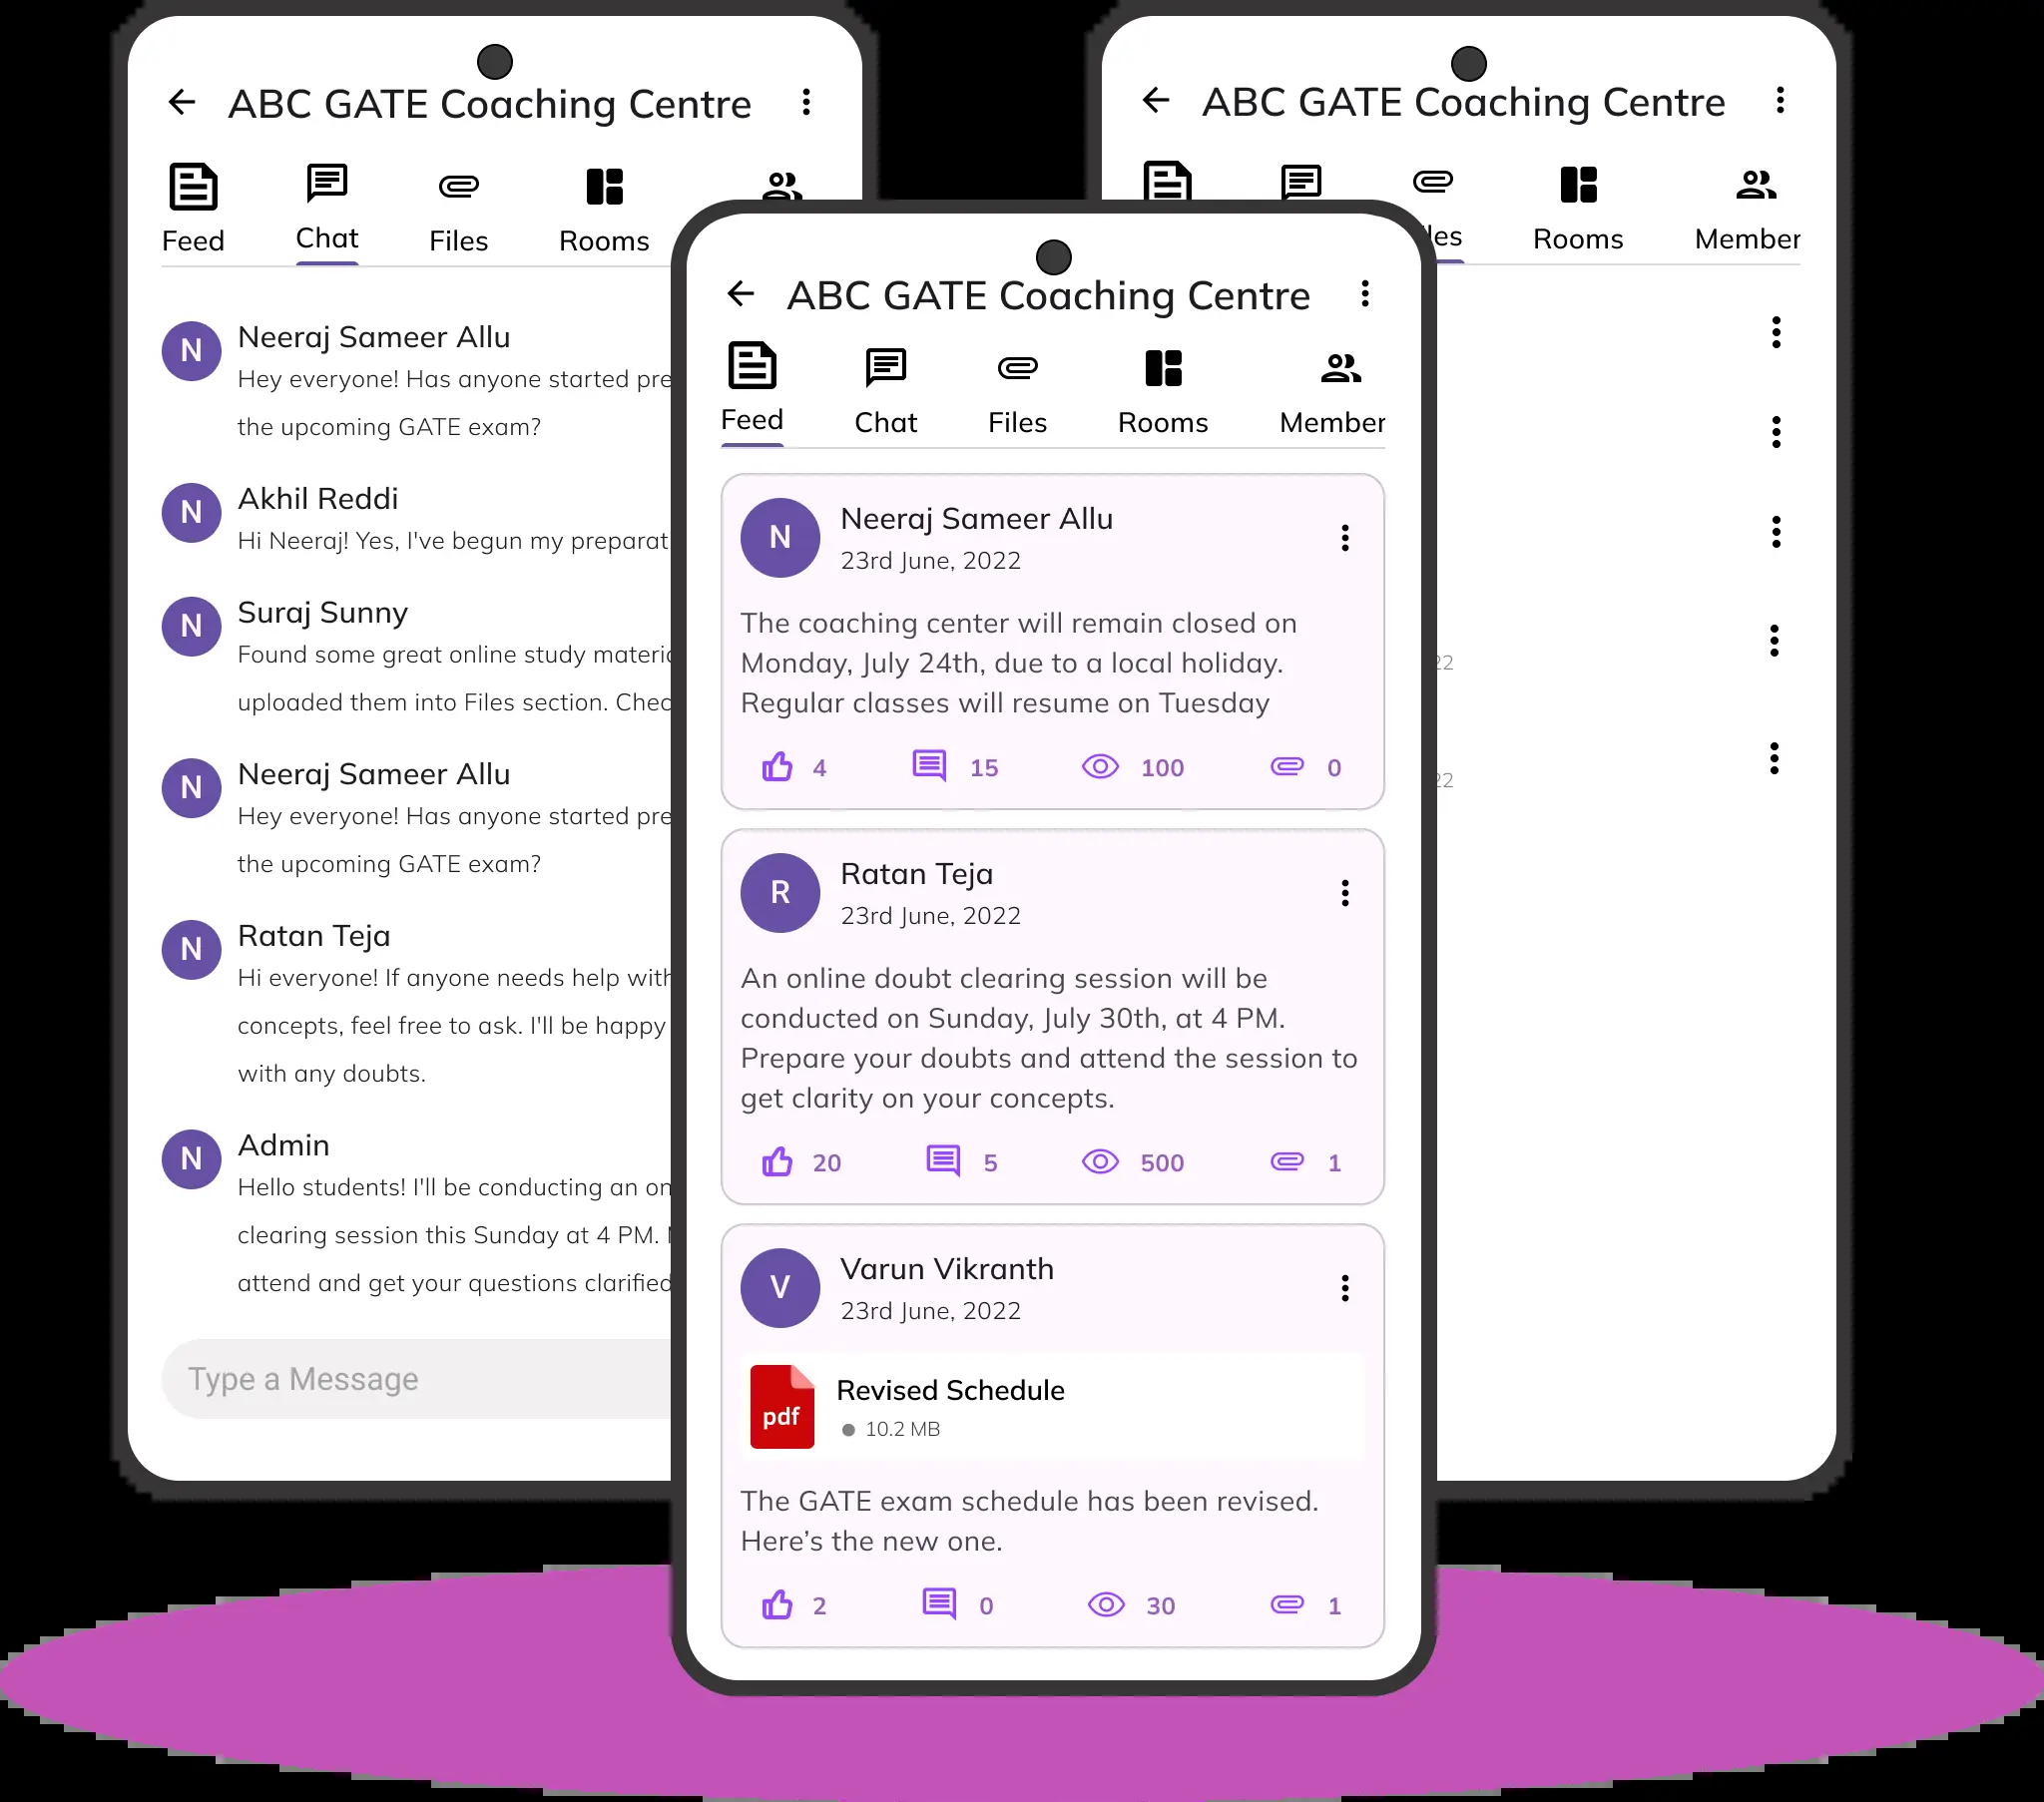 ABC GATE Coaching Centre
Feed
Chat
Files
Rooms
N
Neeraj Sameer Allu
Hey everyone! Has anyone started
the upcoming GATE exam?
N
Akhil Reddi
Hi Neeraj! Yes, I've begun my
N
Suraj Sunny
Found some great online study
uploaded them into Files section.
N
Neeraj Sameer Allu
Hey everyone! Has anyone started
the upcoming GATE exam?
N
Ratan Teja
Hi everyone! If anyone needs help with
concepts, feel free to ask. I'll be happy
with any doubts.
N
Admin
Hello students! I'll be conducting an
clearing session this Sunday at 4 PM.
attend and get your questions clarified
Type a Message
ABC GATE Coaching Centre
Feed
Chat
Files
Rooms
Member
N
Neeraj Sameer Allu
23rd June, 2022
The coaching center will remain closed on
Monday, July 24th, due to a local holiday.
Regular classes will resume on Tuesday
4
15
100
0
R
Ratan Teja
23rd June, 2022
An online doubt clearing session will be
conducted on Sunday, July 30th, at 4 PM.
Prepare your doubts and attend the session to
get clarity on your concepts.
20
5
500
1
V
Varun Vikranth
23rd June, 2022
pdf
Revised Schedule
10.2 MB
The GATE exam schedule has been revised.
Here's the new one.
2
0
30
1
ABC GATE Coaching Centre
Rooms
Member